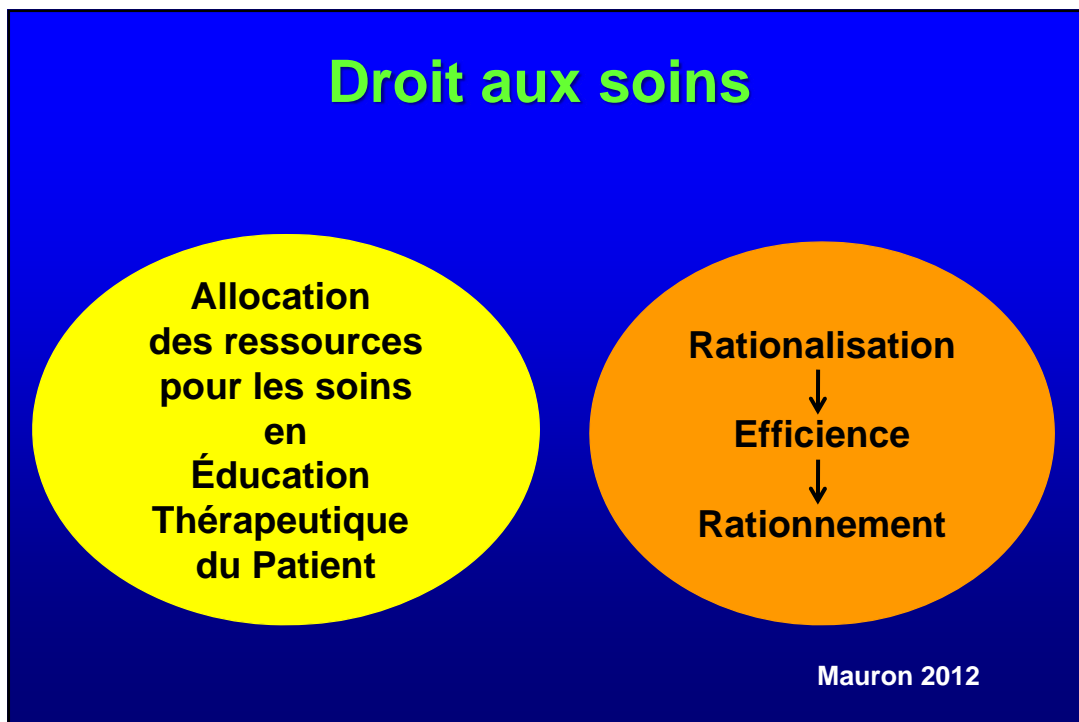 Droit aux soins
Allocation
des ressources
pour les soins
en
Éducation
Thérapeutique
du Patient
Rationalisation
Efficience
Rationnement
Mauron 2012